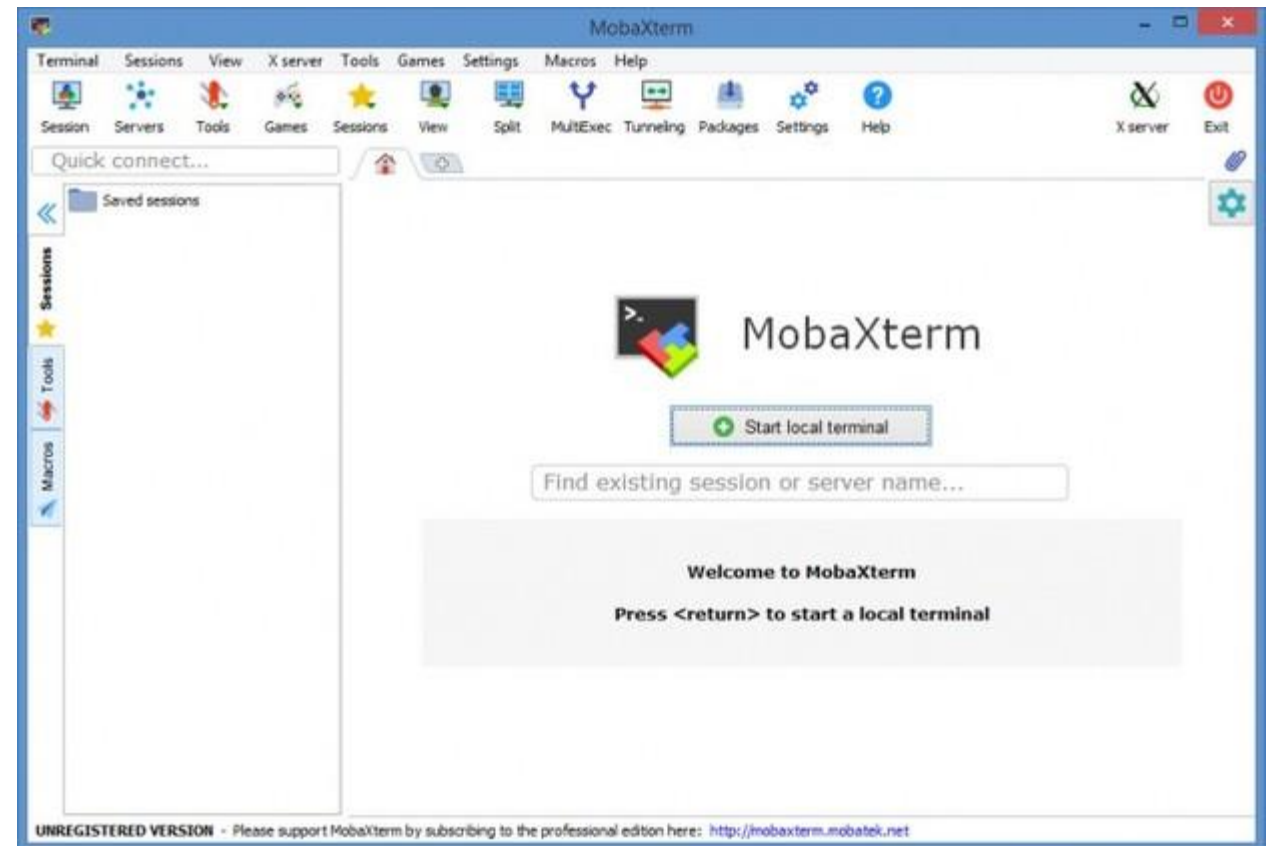 MobaXterm
Terminal Sessions View X server Tools Games Settings Macros Help
Session Servers Tools Games Sessions View Split MultiExec Tunneling Packages Settings Help X server Exit
Quick connect...
Saved sessions
Sessions
Tools
Macros
>.
MobaXterm
Start local terminal
Find existing session or server name...
Welcome to MobaXterm
Press <return> to start a local terminal
UNREGISTERED VERSION - Please support MobaXterm by subscribing to the professional edition here: http://mobaxterm.mobatek.net